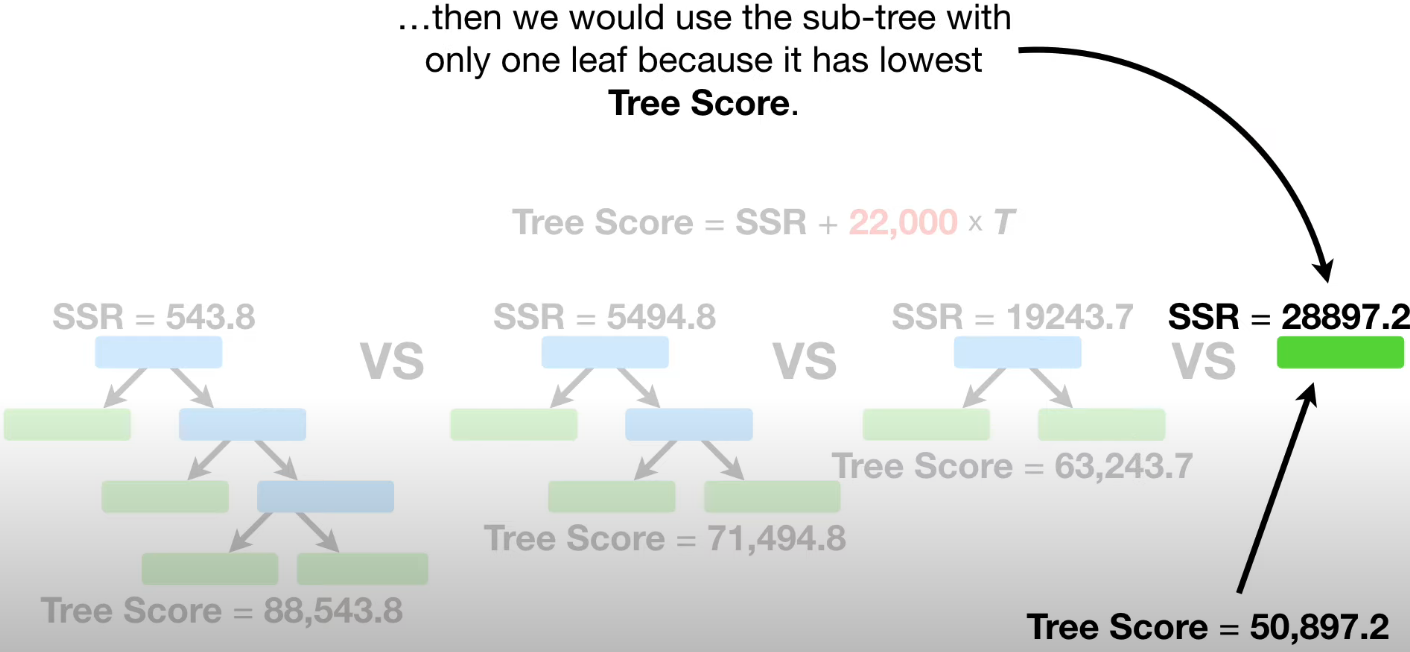 …then we would use the sub-tree with
only one leaf because it has lowest
Tree Score.
Tree Score = SSR + 22,000 x T
SSR = 543.8
SSR = 5494.8
SSR = 19243.7
SSR = 28897.2
VS
VS
VS
Tree Score = 63,243.7
Tree Score = 71,494.8
Tree Score = 88,543.8
Tree Score = 50,897.2